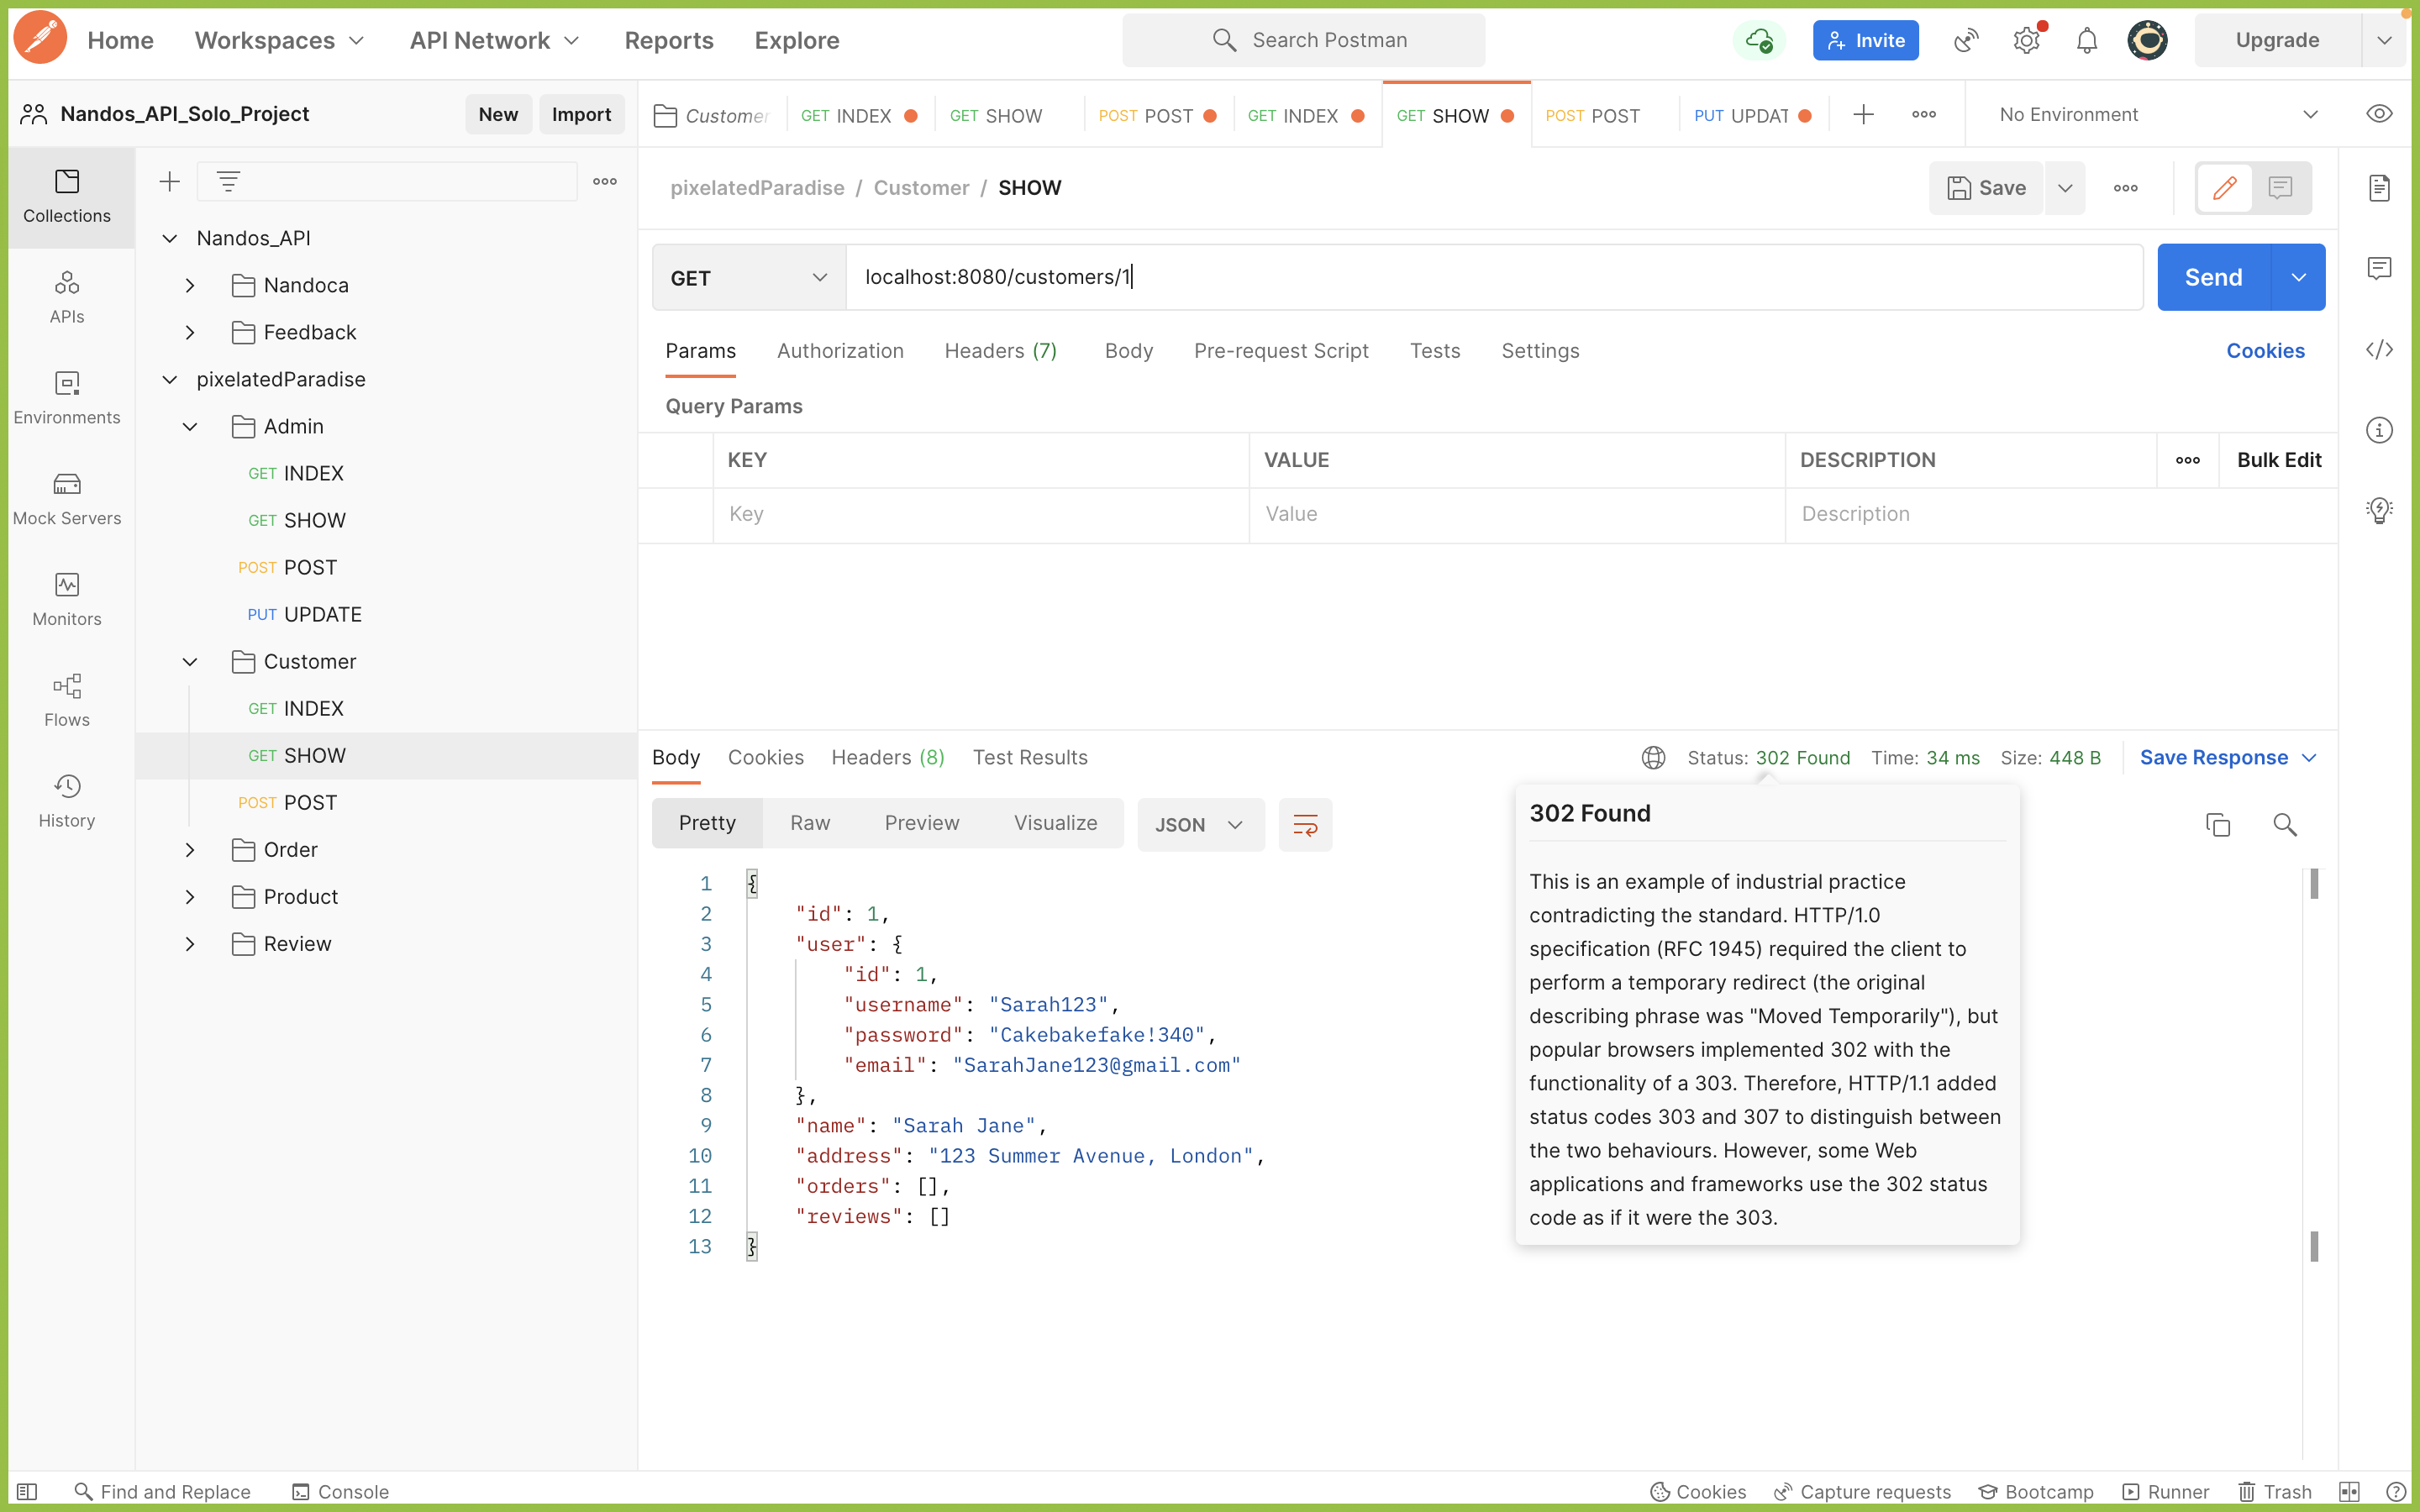 Home Workspaces API Network Reports Explore Search Postman Invite Upgrade
Nandos_API_Solo_Project New Import
Customer GET INDEX GET SHOW POST POST GET INDEX GET SHOW POST POST PUT UPDAT No Environment
Collections
APIs
Environments
Mock Servers
Monitors
Flows
History
Nandos_API
Nandoca
Feedback
pixelatedParadise
Admin
GET INDEX
GET SHOW
POST POST
PUT UPDATE
Customer
GET INDEX
GET SHOW
POST POST
Order
Product
Review
pixelatedParadise / Customer / SHOW Save
GET localhost:8080/customers/1 Send
Params Authorization Headers (7) Body Pre-request Script Tests Settings Cookies
Query Params
KEY VALUE DESCRIPTION Bulk Edit
Key Value Description
Body Cookies Headers (8) Test Results Status: 302 Found Time: 34 ms Size: 448 B Save Response
Pretty Raw Preview Visualize JSON
1 {
2 "id": 1,
3 "user": {
4 "id": 1,
5 "username": "Sarah123",
6 "password": "Cakebakefake!340",
7 "email": "SarahJane123@gmail.com"
8 },
9 "name": "Sarah Jane",
10 "address": "123 Summer Avenue, London",
11 "orders": [],
12 "reviews": []
13 }
302 Found
This is an example of industrial practice
contradicting the standard. HTTP/1.0
specification (RFC 1945) required the client to
perform a temporary redirect (the original
describing phrase was "Moved Temporarily"), but
popular browsers implemented 302 with the
functionality of a 303. Therefore, HTTP/1.1 added
status codes 303 and 307 to distinguish between
the two behaviours. However, some Web
applications and frameworks use the 302 status
code as if it were the 303.
Find and Replace Console Cookies Capture requests Bootcamp Runner Trash